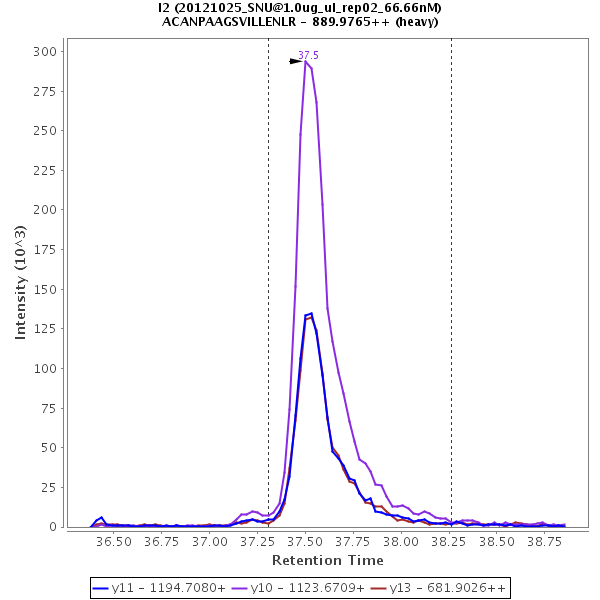 I2 (20121025_SNU@1.0ug_ul_rep02_66.66nM)
ACANPAAGSVILLENLR - 889.9765++ (heavy)
37.5
300
275
250
225
200
175
150
125
100
75
50
25
0
Intensity (10^3)
36.50 36.75 37.00 37.25 37.50 37.75 38.00 38.25 38.50 38.75
Retention Time
y11 - 1194.7080+ y10 - 1123.6709+ y13 - 681.9026++